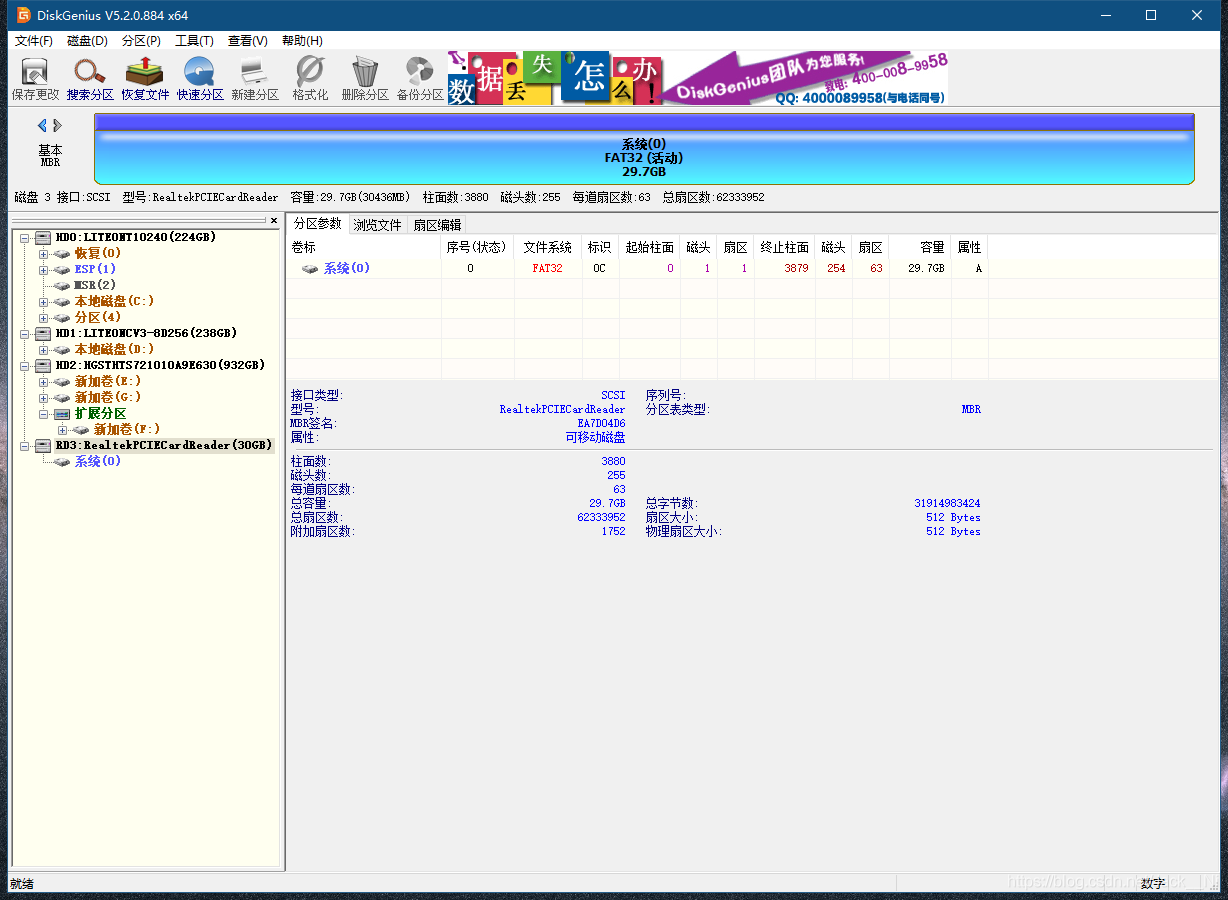 DiskGenius V5.2.0.884 x64
文件(F) 磁盘(D) 分区(P) 工具(T) 查看(V) 帮助(H)
保存更改 搜索分区 恢复文件 快速分区 新建分区 格式化 删除分区 备份分区
数据丢失怎么办!
DiskGenius团队为您服务!
致电: 400-008-9958
QQ: 4000089958(与电话同号)
基本
MBR
系统(0)
FAT32 (活动)
29.7GB
磁盘 3 接口:SCSI 型号:RealtekPCIECardReader 容量:29.7GB(30436MB) 柱面数:3880 磁头数:255 每道扇区数:63 总扇区数:62333952
HD0:LITEONT10240(224GB)
恢复(0)
ESP(1)
MSR(2)
本地磁盘(C:)
分区(4)
HD1:LITEONCV3-8D256(238GB)
本地磁盘(D:)
HD2:HGSTHTS721010A9E630(932GB)
新加卷(E:)
新加卷(G:)
扩展分区
新加卷(F:)
RD3:RealtekPCIECardReader(30GB)
系统(0)
分区参数 浏览文件 扇区编辑
卷标 序号(状态) 文件系统 标识 起始柱面 磁头 扇区 终止柱面 磁头 扇区 容量 属性
系统(0) 0 FAT32 0C 0 1 1 3879 254 63 29.7GB A
接口类型: SCSI 序列号:
型号: RealtekPCIECardReader 分区表类型: MBR
MBR签名: EA7D04D6
属性: 可移动磁盘
柱面数: 3880
磁头数: 255
每道扇区数: 63
总容量: 29.7GB 总字节数: 31914983424
总扇区数: 62333952 扇区大小: 512 Bytes
附加扇区数: 1752 物理扇区大小: 512 Bytes
就绪 数字